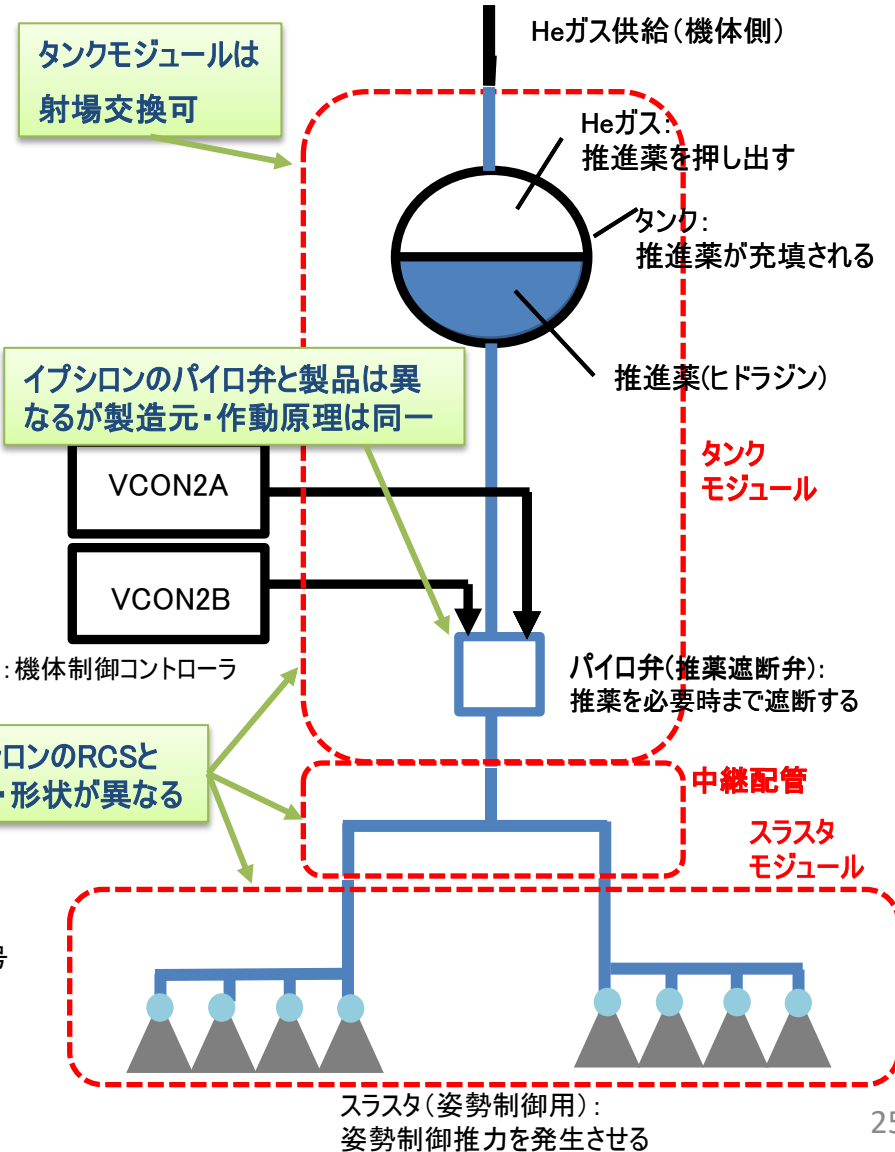 Heガス供給（機体側）
タンクモジュールは
射場交換可
Heガス：
推進薬を押し出す
タンク：
推進薬が充填される
イプシロンのパイロ弁と製品は異
なるが製造元・作動原理は同一
推進薬(ヒドラジン)
タンク
モジュール
VCON2A
VCON2B
：機体制御コントローラ
パイロ弁(推薬遮断弁)：
推薬を必要時まで遮断する
ロンのRCSと
・形状が異なる
中継配管
スラスタ
モジュール
号
スラスタ（姿勢制御用）：
姿勢制御推力を発生させる
25